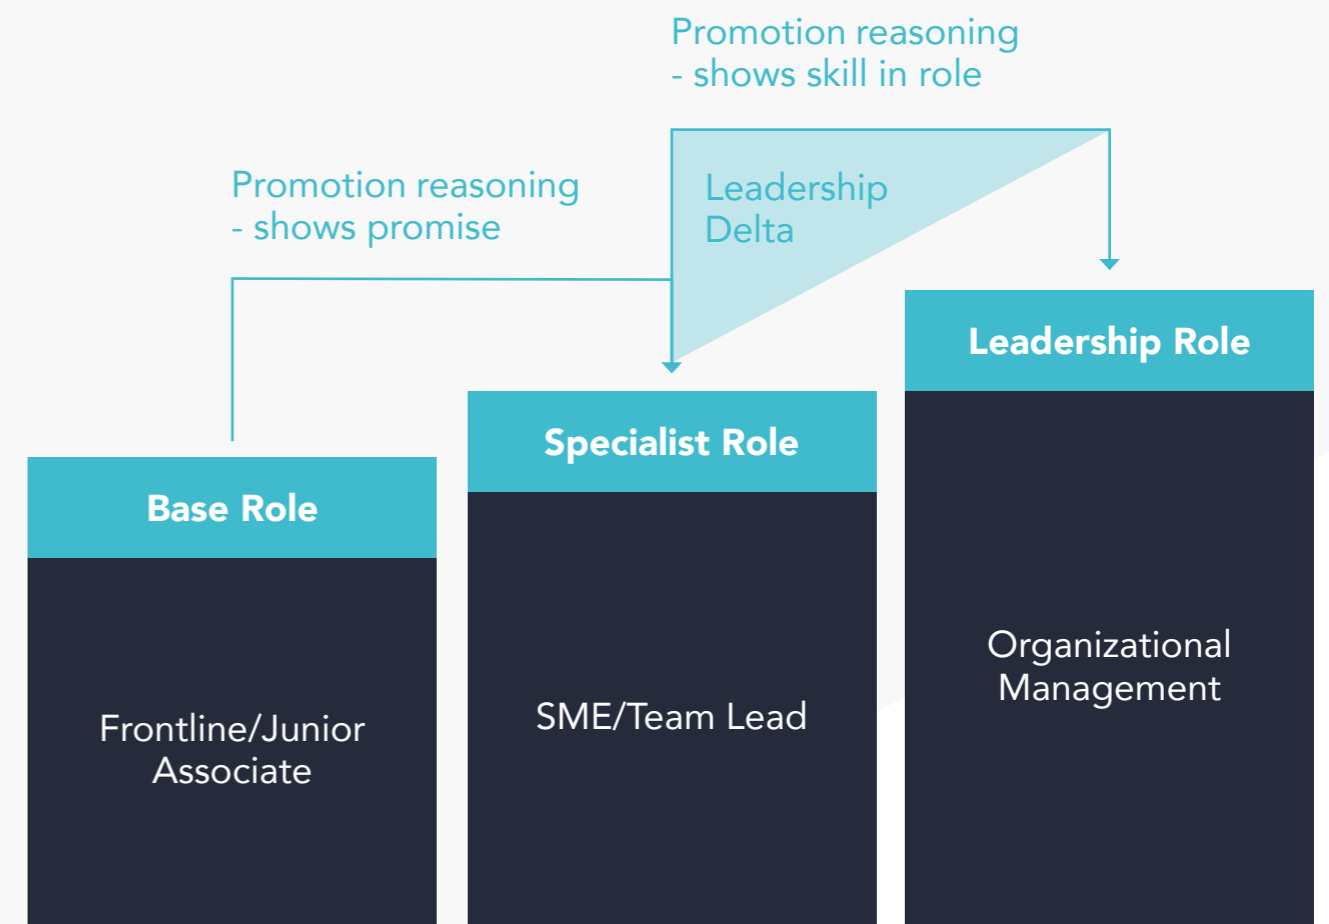 Promotion reasoning
- shows skill in role
Promotion reasoning
- shows promise
Leadership
Delta
Leadership Role
Specialist Role
Base Role
Organizational
Management
SME/Team Lead
Frontline/Junior
Associate